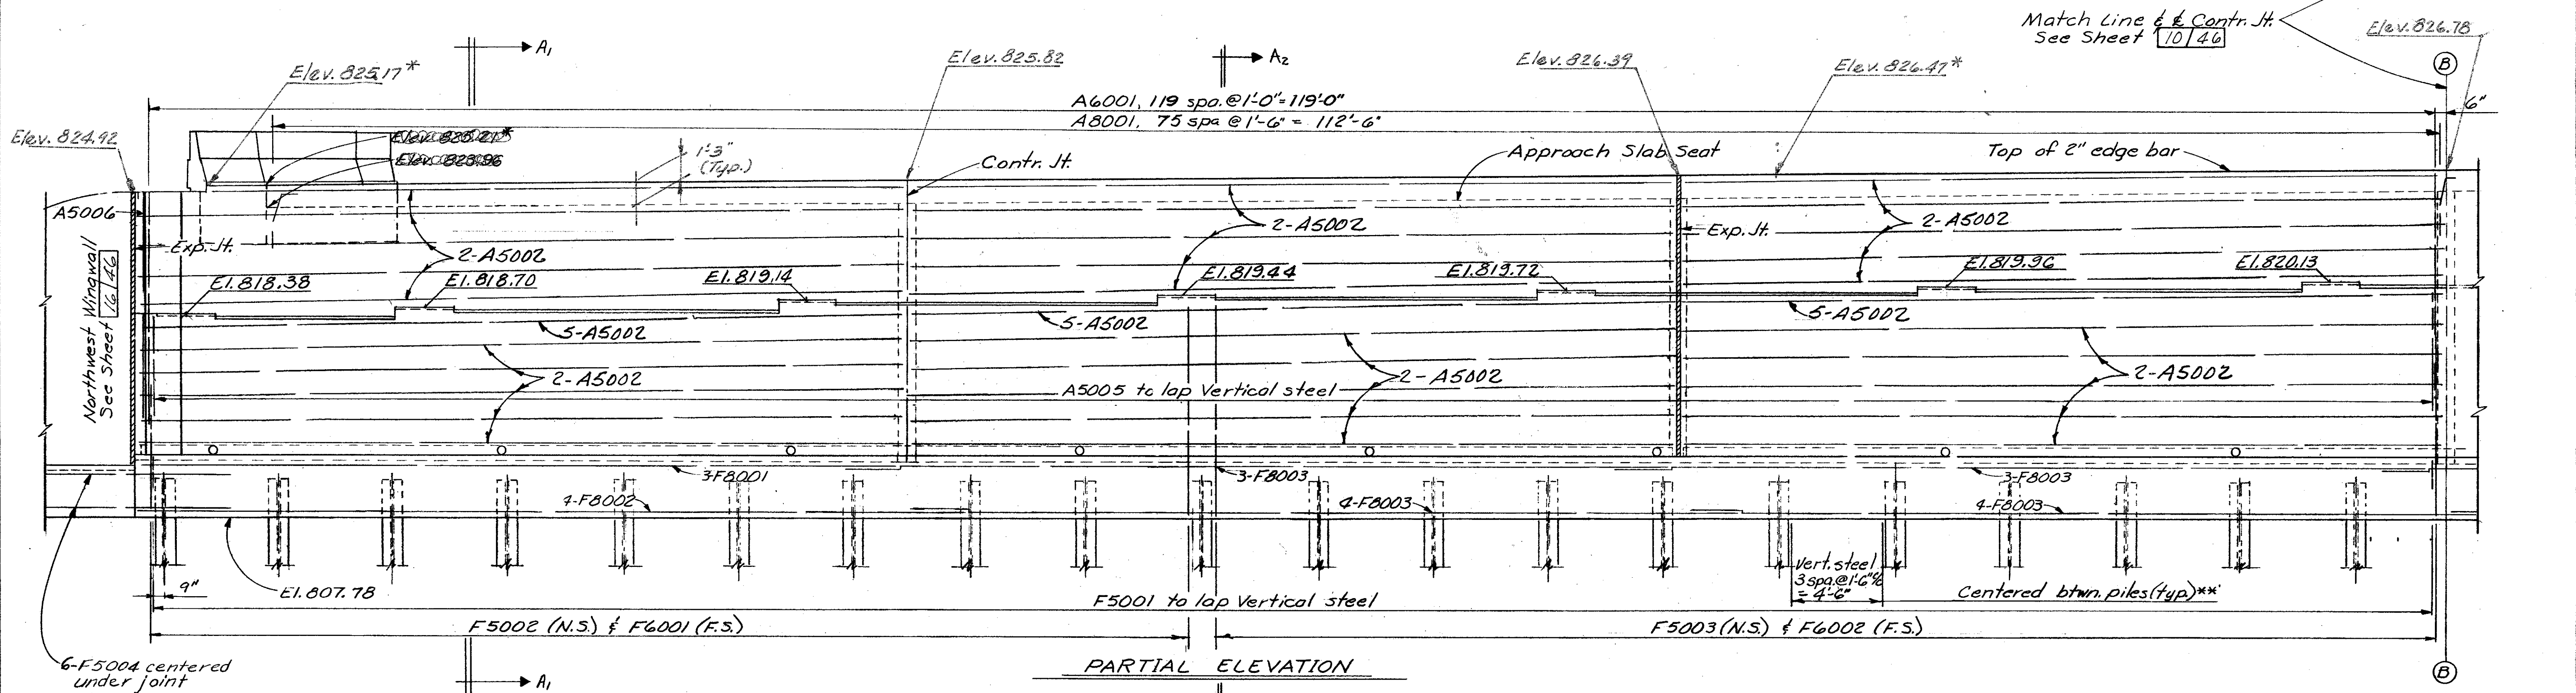 Match Line & ℄ Contr. Jt.
See Sheet 10/46
Elev. 826.78
A₁
Elev. 825.17*
Elev. 825.82
A₂
Elev. 826.39
Elev. 826.47*
B
A6001, 119 spa. @ 1'-0" = 119'-0"
6"
A8001, 75 spa @ 1'-6" = 112'-6"
Elev. 824.92
1'3"
(Typ.)
Contr. Jt.
Approach Slab Seat
Top of 2" edge bar
A5006
Exp. Jt.
2-A5002
2-A5002
Exp. Jt.
2-A5002
Northwest Wingwall
See Sheet 16/46
El. 818.38
El. 818.70
El. 819.14
El. 819.44
El. 819.72
El. 819.96
El. 820.13
5-A5002
5-A5002
5-A5002
2-A5002
2-A5002
2-A5002
A5005 to lap Vertical steel
3-F8001
3-F8003
3-F8003
4-F8002
4-F8003
4-F8003
9"
El. 807.78
Vert. steel
3 spa. @ 1'-6" %
= 4'-6"
Centered btwn. piles (typ.)**
F5001 to lap Vertical steel
F5002 (N.S.) & F6001 (F.S.)
F5003 (N.S.) & F6002 (F.S.)
6-F5004 centered
under joint
A₁
PARTIAL ELEVATION
B